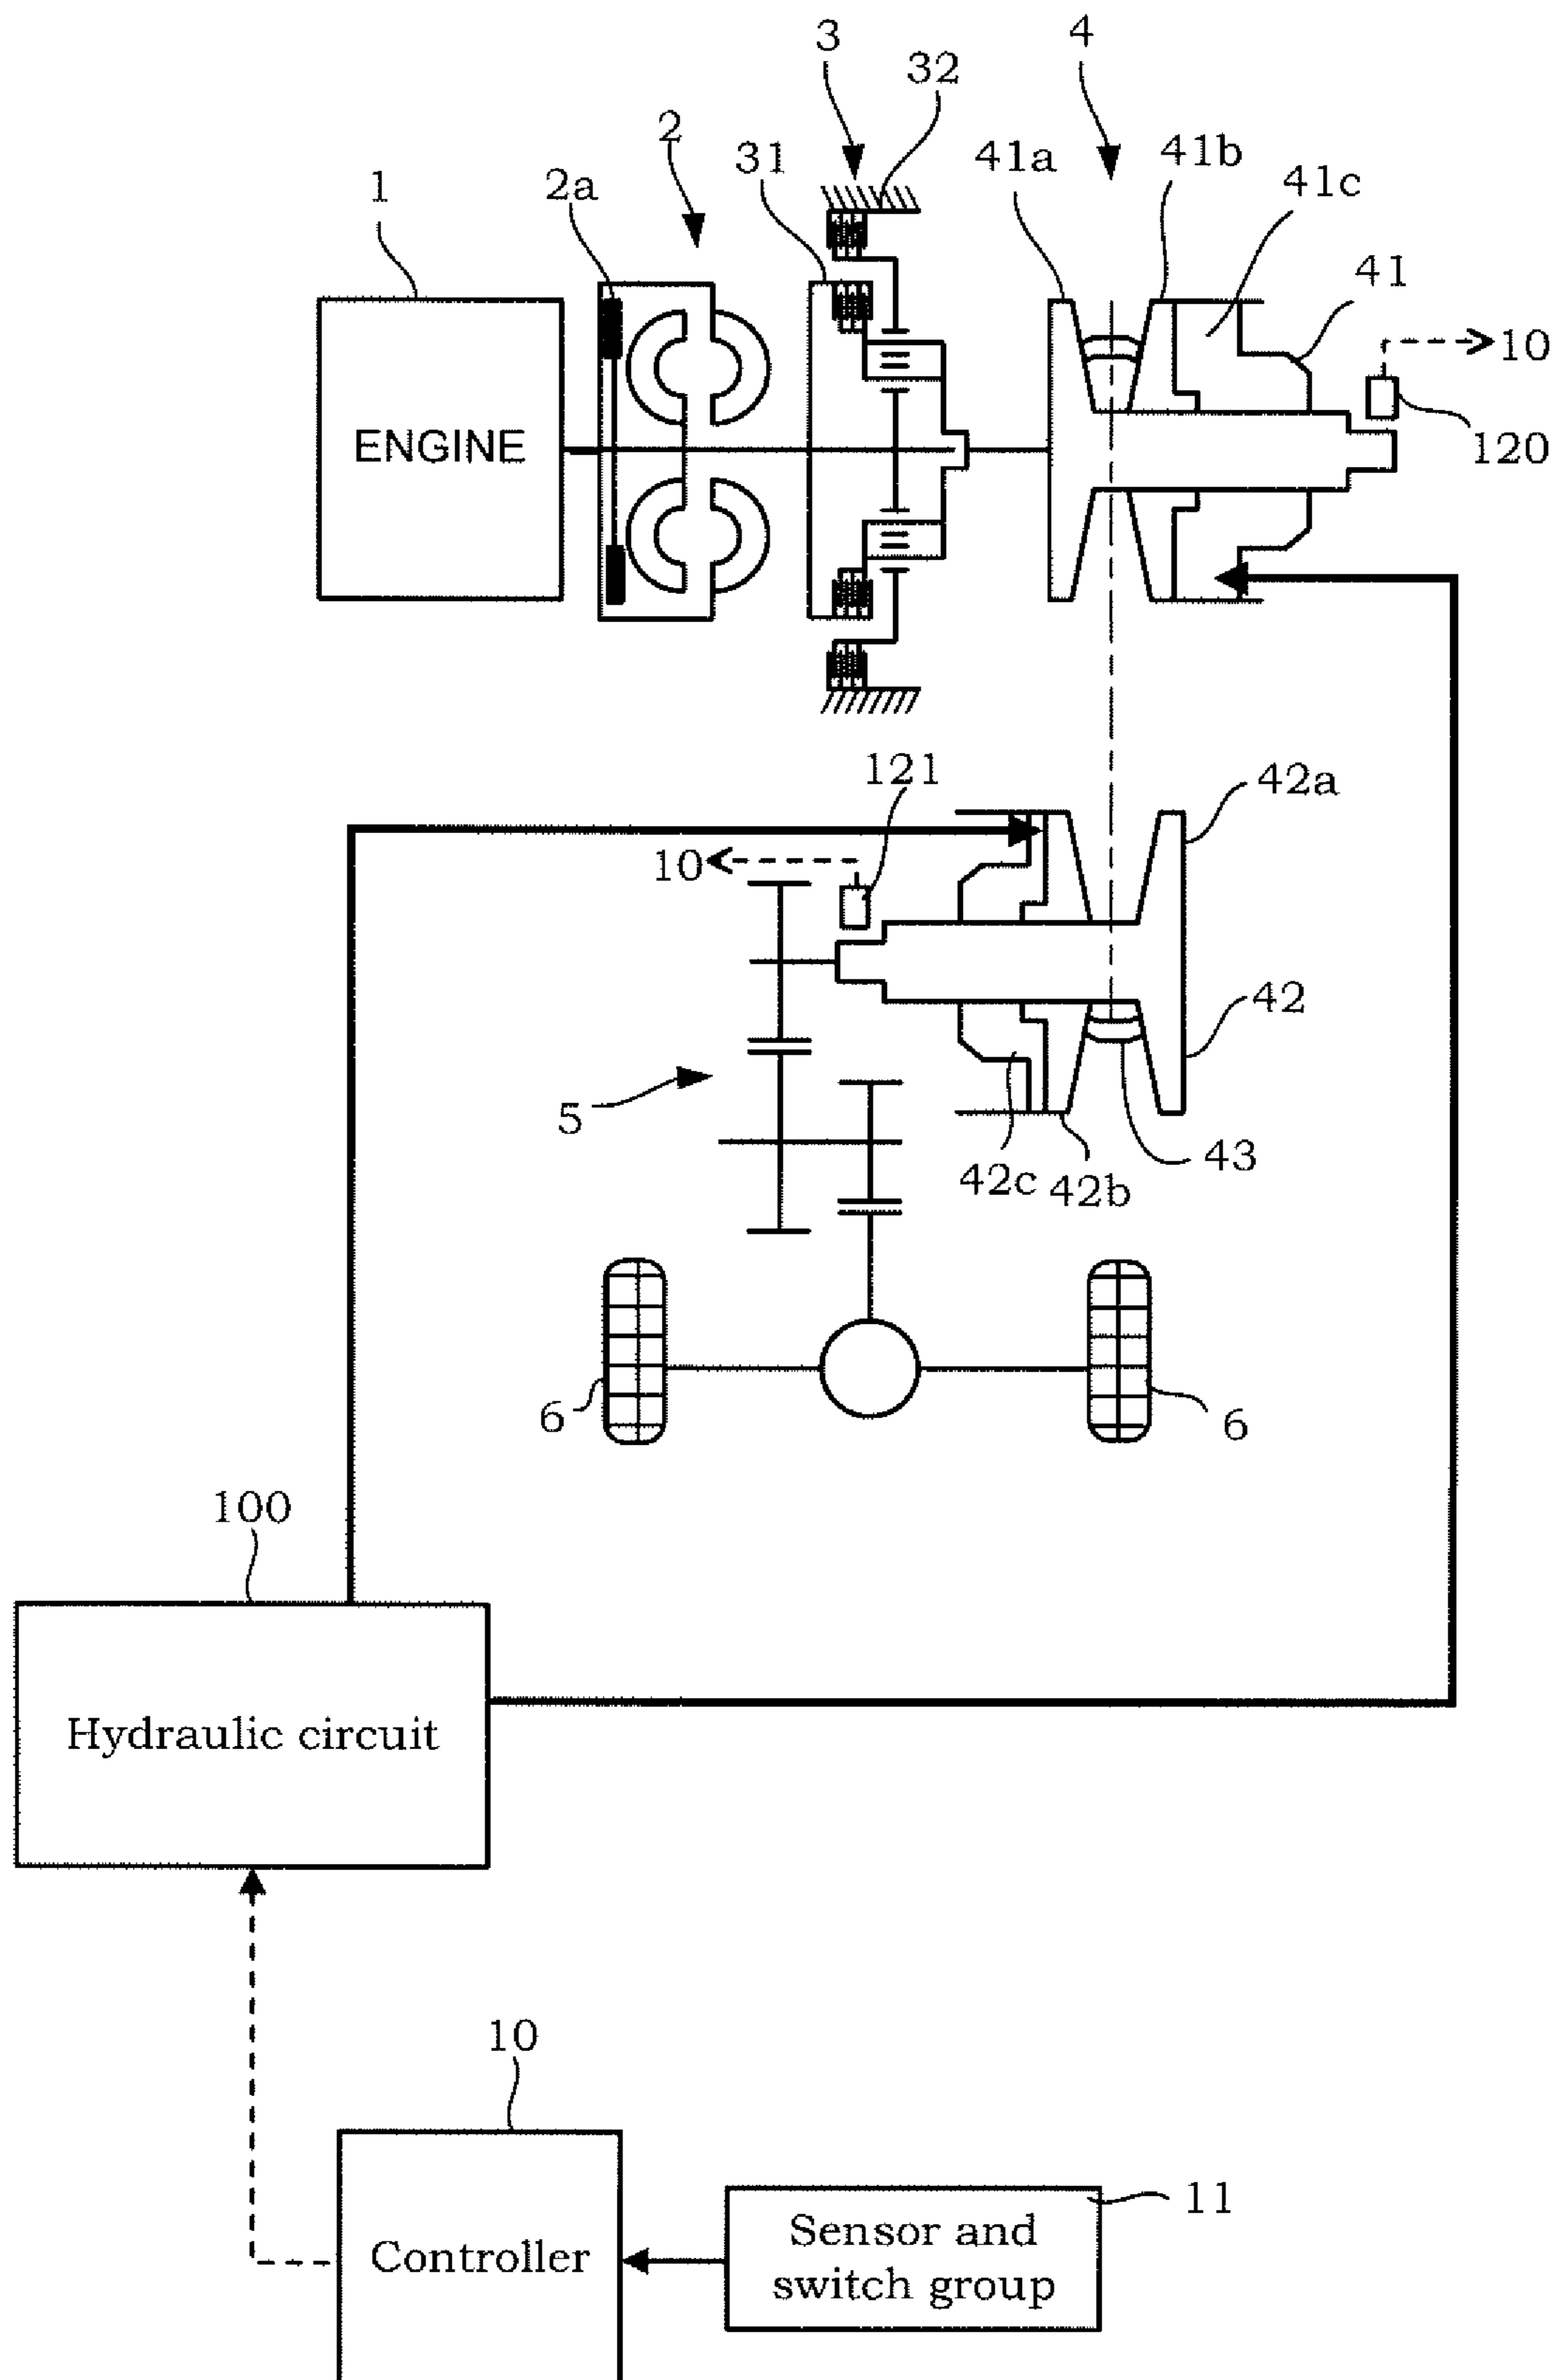 3
4
32
2
31
41a
41b
41c
1
2a
41
10
ENGINE
120
121
42a
10
42
5
42c
42b
43
6
6
100
Hydraulic circuit
10
11
Controller
Sensor and
switch group